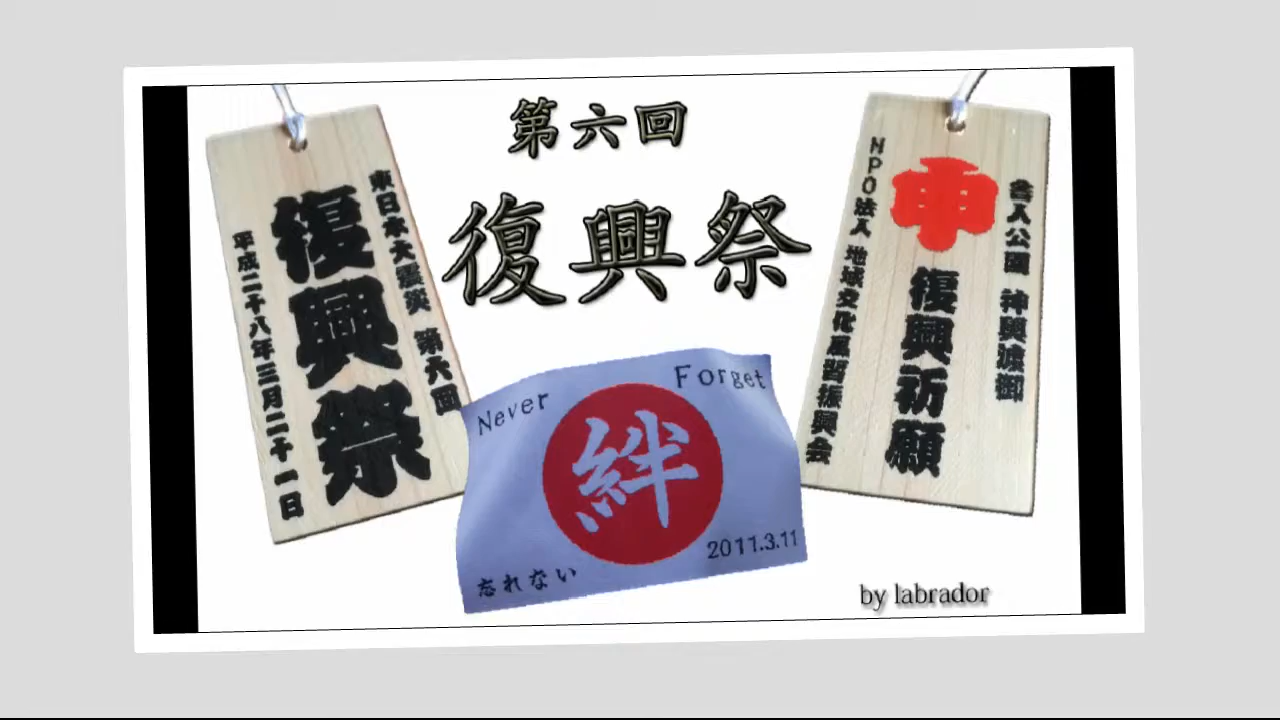 第六回
復興祭
東日本大震災 第六回
復興祭
平成二十八年三月二十一日
舎人公園 神輿渡御
申
復興祈願
NPO法人 地域文化風習振興会
Never Forget
絆
2011.3.11
忘れない
by labrador